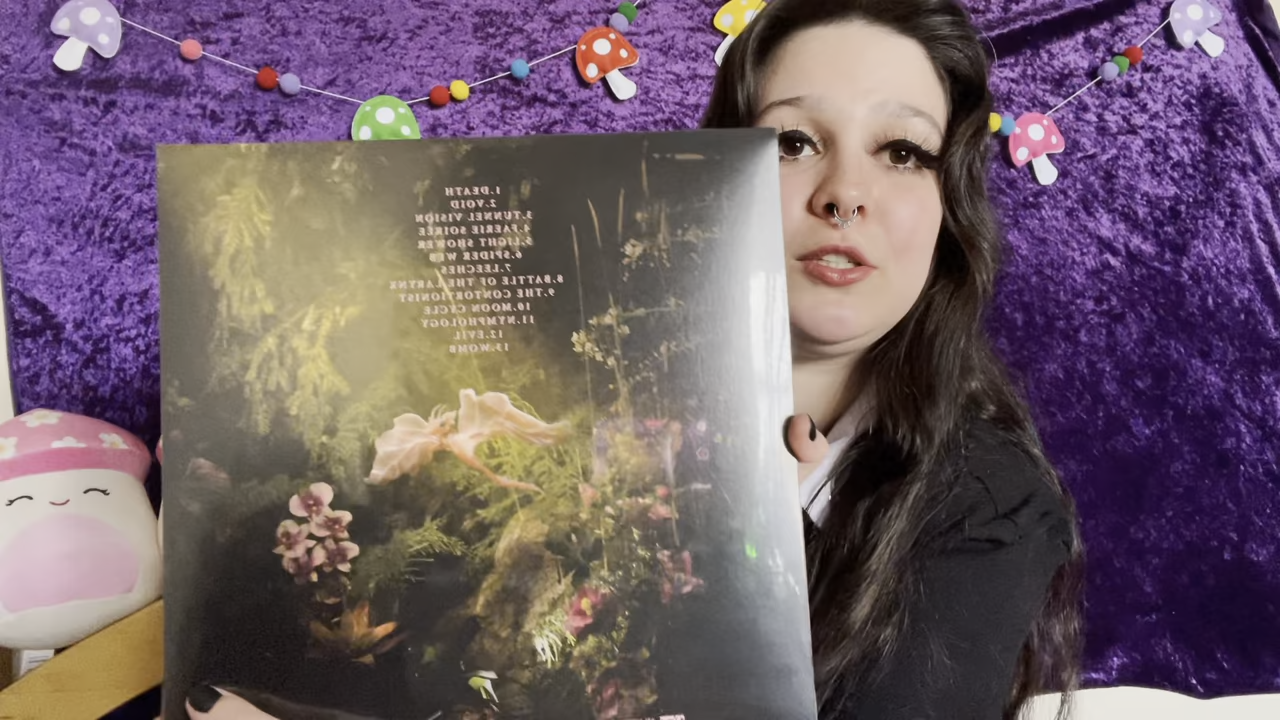 1.DEATH
2.VOID
3.TUNNEL VISION
4.FAERIE SOIREE
5.LIGHT SHOWER
6.SPIDER WEB
7.LEECHES
8.BATTLE OF THE LARYNX
9.THE CONTORTIONIST
10.MOON CYCLE
11.NYMPHOLOGY
12.EVIL
13.WOMB